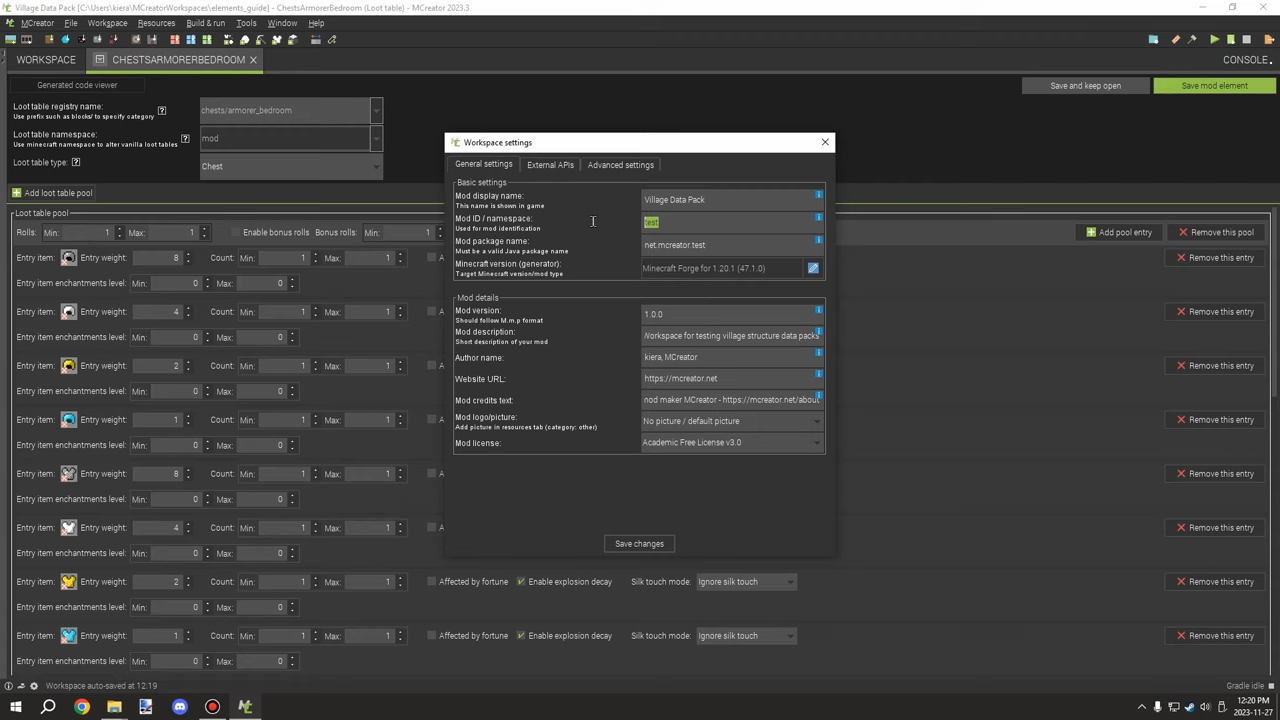 Village Data Pack [C:\Users\kiera\MCreatorWorkspaces\elements_guide] - ChestsArmorerBedroom (Loot table) - MCreator 2023.3
MCreator File Workspace Resources Build & run Tools Window Help
WORKSPACE CHESTSARMORERBEDROOM CONSOLE
Generated code viewer Save and keep open Save mod element
Loot table registry name: chests/armorer_bedroom
Use prefix such as blocks/ to specify category
Loot table namespace: mod
Use minecraft namespace to alter vanilla loot tables
Loot table type: Chest
Add loot table pool
Loot table pool
Rolls: Min: 1 Max: 1 Enable bonus rolls Bonus rolls: Min: 1 Add pool entry Remove this pool
Entry item: Entry weight: 8 Count: Min: 1 Max: 1 Remove this entry
Entry item enchantments level: Min: 0 Max: 0
Entry item: Entry weight: 4 Count: Min: 1 Max: 1 Remove this entry
Entry item enchantments level: Min: 0 Max: 0
Entry item: Entry weight: 2 Count: Min: 1 Max: 1 Remove this entry
Entry item enchantments level: Min: 0 Max: 0
Entry item: Entry weight: 1 Count: Min: 1 Max: 1 Remove this entry
Entry item enchantments level: Min: 0 Max: 0
Entry item: Entry weight: 8 Count: Min: 1 Max: 1 Remove this entry
Entry item enchantments level: Min: 0 Max: 0
Entry item: Entry weight: 4 Count: Min: 1 Max: 1 Remove this entry
Entry item enchantments level: Min: 0 Max: 0
Entry item: Entry weight: 2 Count: Min: 1 Max: 1 Affected by fortune Enable explosion decay Silk touch mode: Ignore silk touch Remove this entry
Entry item enchantments level: Min: 0 Max: 0
Entry item: Entry weight: 1 Count: Min: 1 Max: 1 Affected by fortune Enable explosion decay Silk touch mode: Ignore silk touch Remove this entry
Entry item enchantments level: Min: 0 Max: 0
Workspace settings
General settings External APIs Advanced settings
Basic settings
Mod display name: Village Data Pack
This name is shown in game
Mod ID / namespace: test
Used for mod identification
Mod package name: net.mcreator.test
Must be a valid Java package name
Minecraft version (generator): Minecraft Forge for 1.20.1 (47.1.0)
Target Minecraft version/mod type
Mod details
Mod version: 1.0.0
Should follow M.m.p format
Mod description: Workspace for testing village structure data packs
Short description of your mod
Author name: kiera, MCreator
Website URL: https://mcreator.net
Mod credits text: nod maker MCreator - https://mcreator.net/about
Mod logo/picture: No picture / default picture
Add picture in resources tab (category: other)
Mod license: Academic Free License v3.0
Save changes
Workspace auto-saved at 12:19 Gradle idle
12:20 PM
2023-11-27